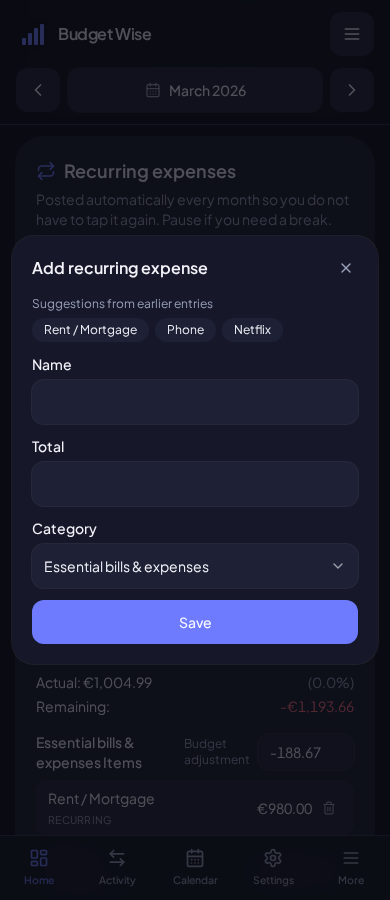 Budget Wise
March 2026
Recurring expenses
Posted automatically every month so you do not
have to tap it again. Pause if you need a break.
Add recurring expense
Suggestions from earlier entries
Rent / Mortgage Phone Netflix
Name
Total
Category
Essential bills & expenses
Save
Actual: €1,004.99 (0.0%)
Remaining: -€1,193.66
Essential bills & expenses Items
Budget adjustment
-188.67
Rent / Mortgage €980.00
RECURRING
Home Activity Calendar Settings More